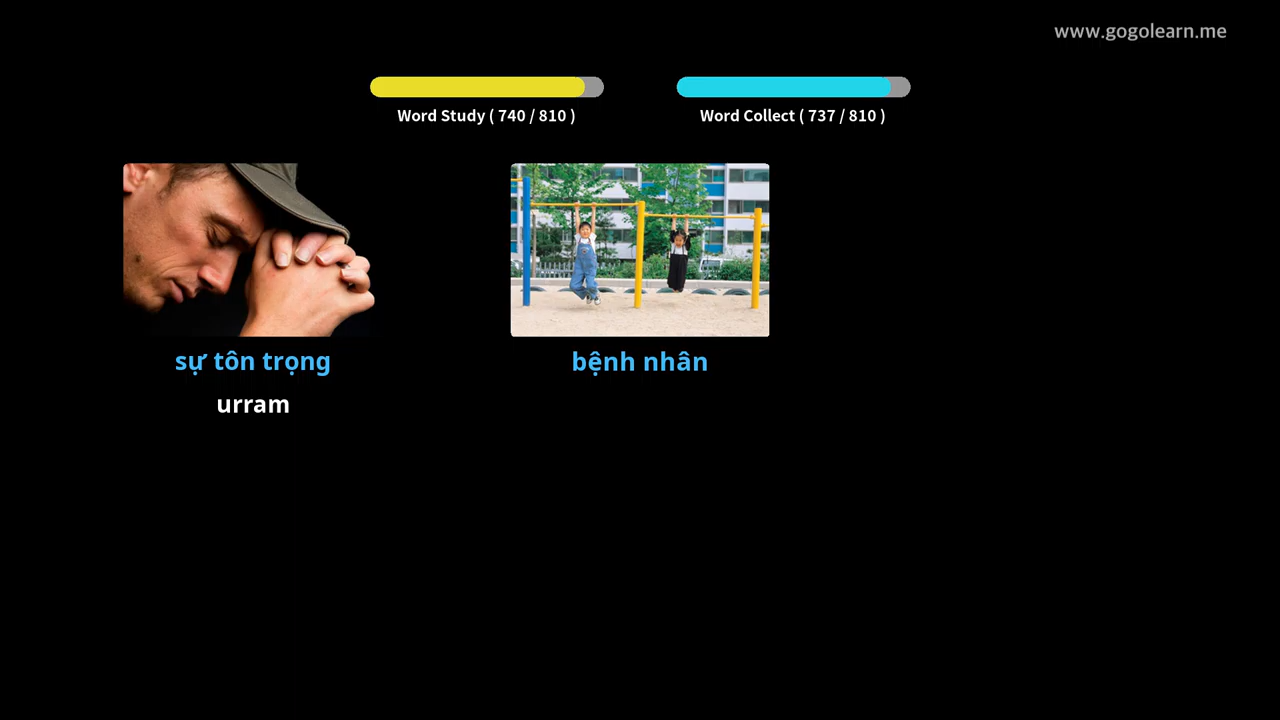 www.gogolearn.me
Word Study ( 740 / 810 )
Word Collect ( 737 / 810 )
sự tôn trọng
bệnh nhân
urram